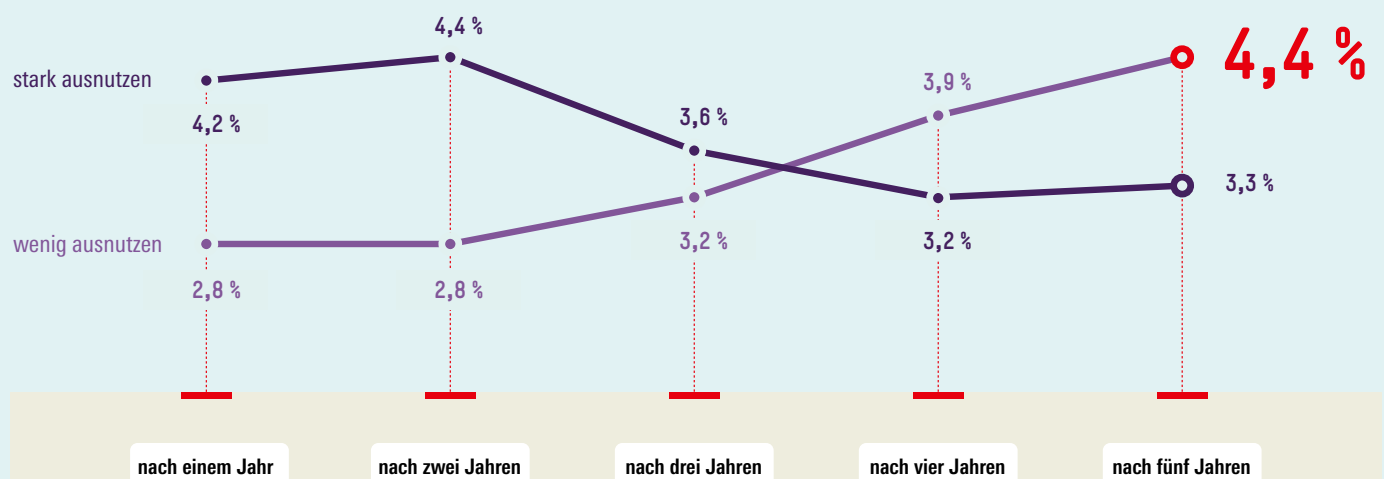 4,4 %
4,4 %
stark ausnutzen
3,9 %
4,2 %
3,6 %
3,3 %
wenig ausnutzen
3,2 %
3,2 %
2,8 %
2,8 %
nach einem Jahr
nach zwei Jahren
nach drei Jahren
nach vier Jahren
nach fünf Jahren